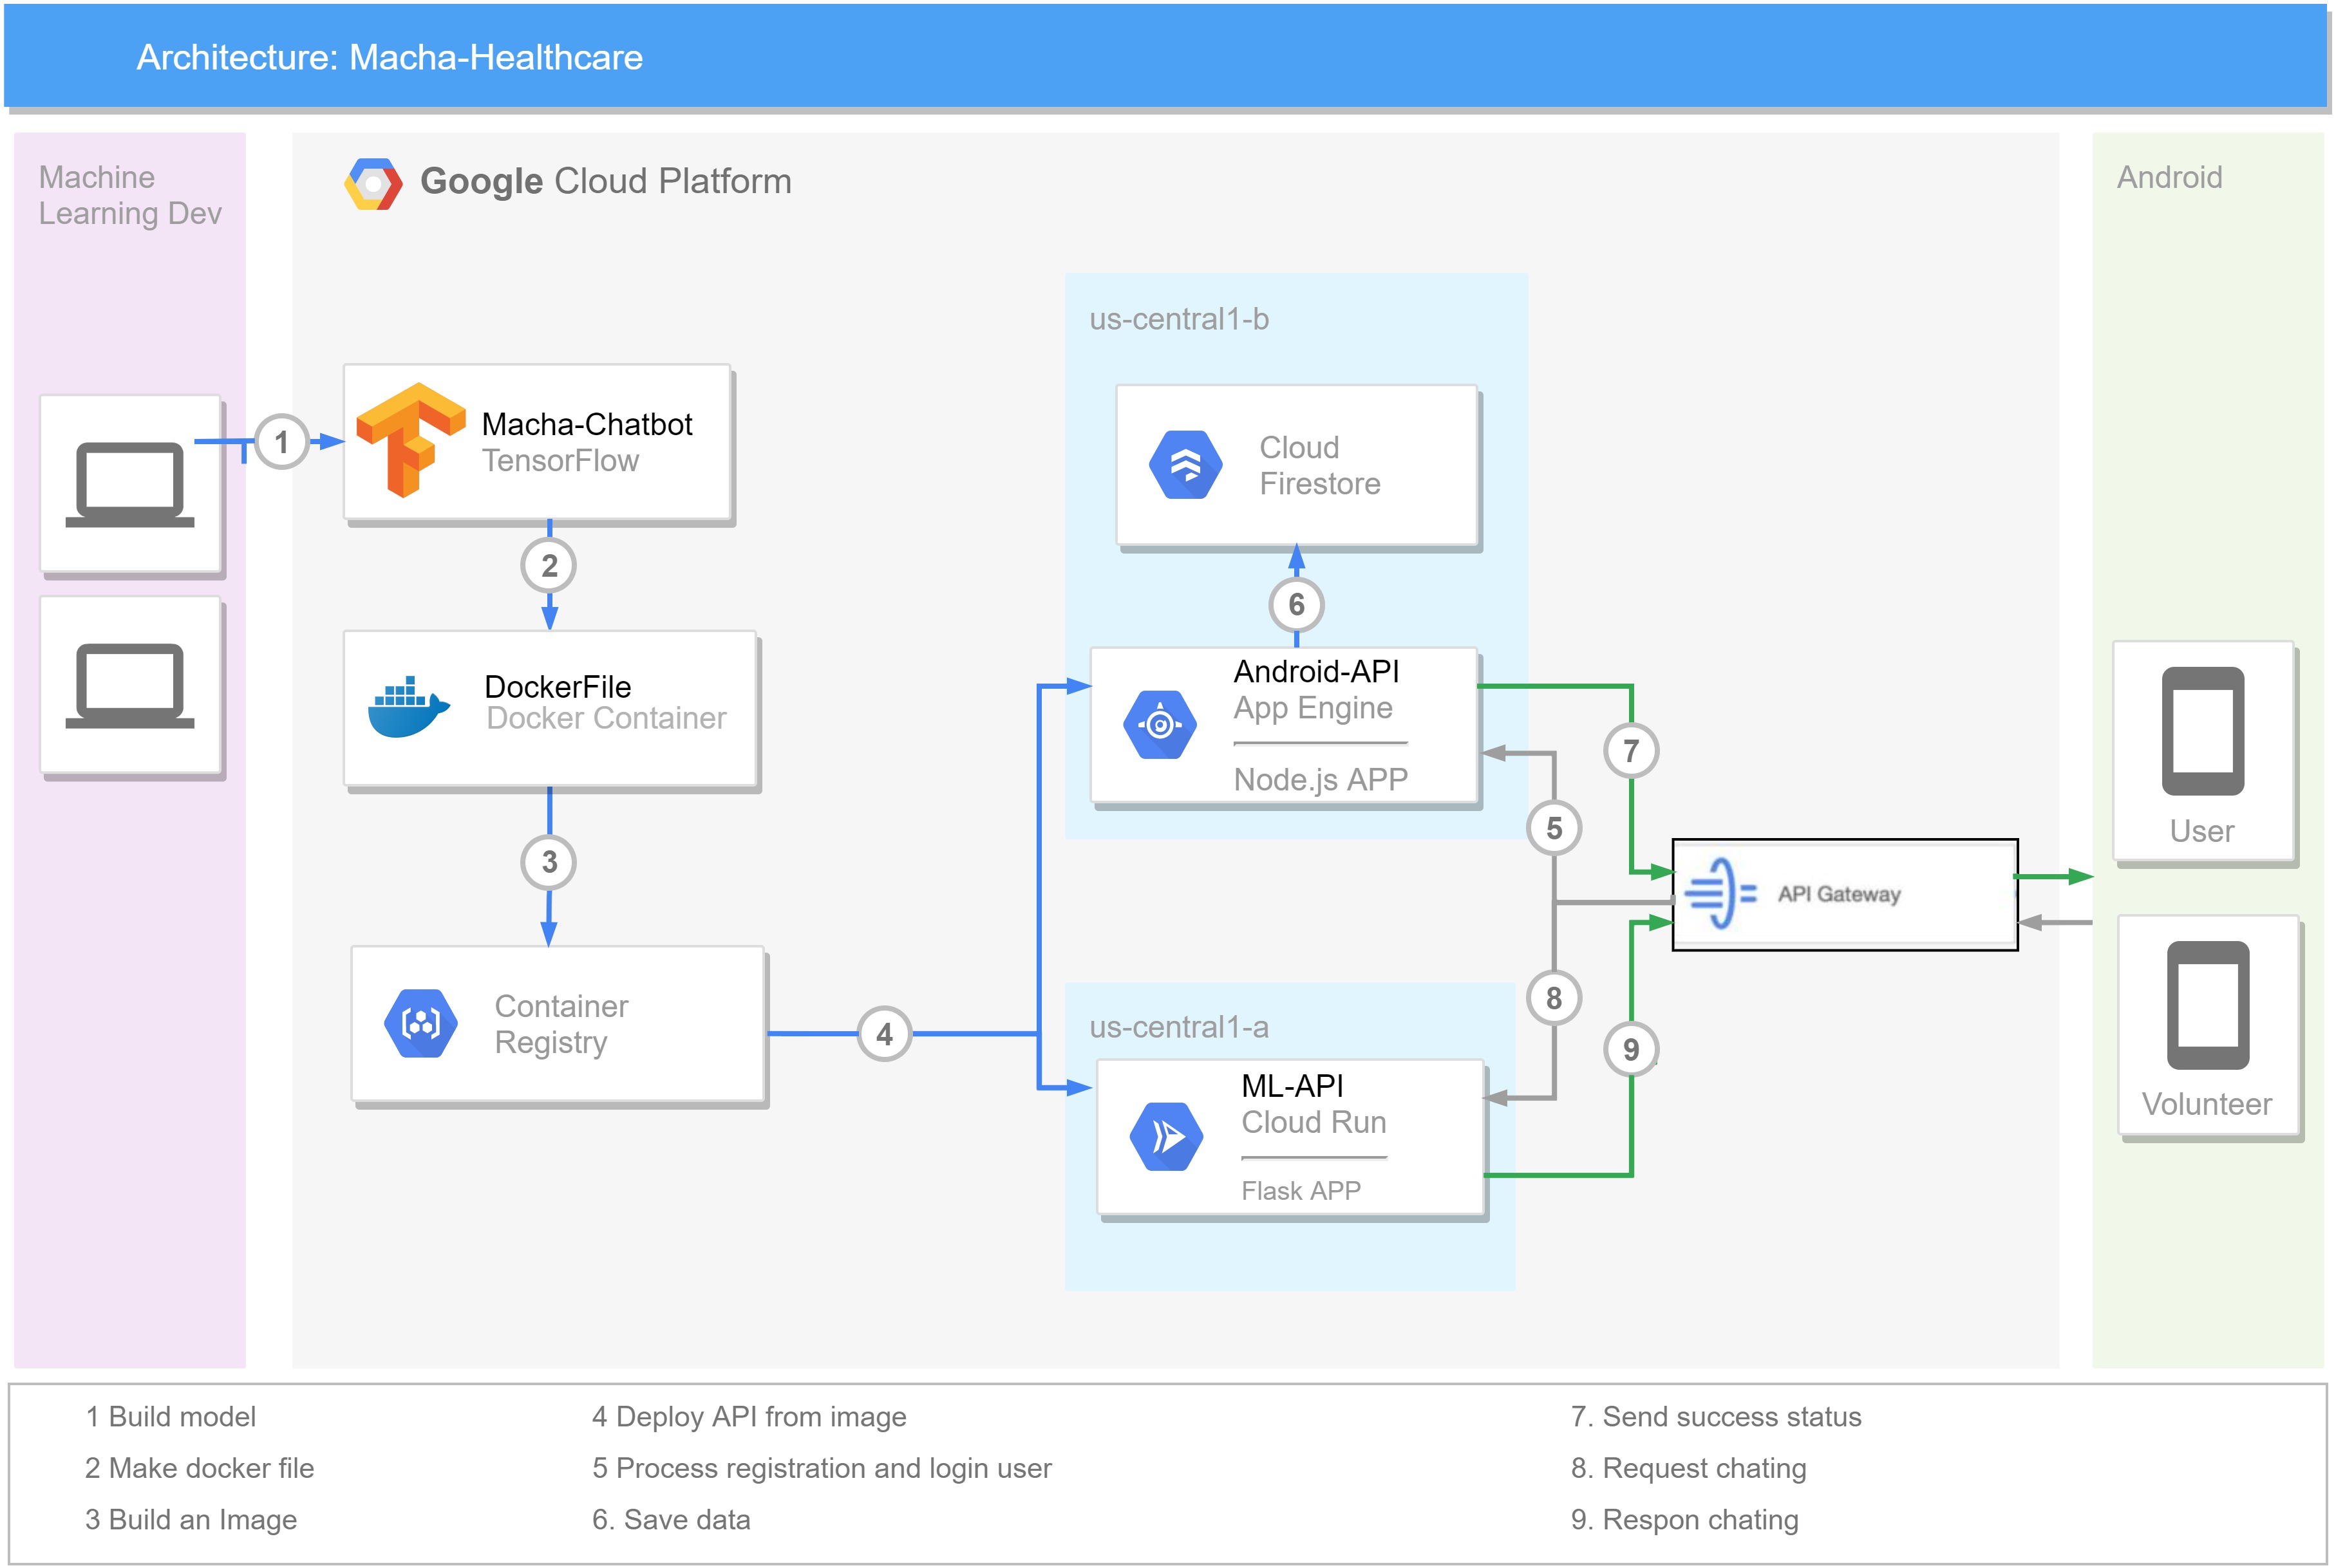 Architecture: Macha-Healthcare
Machine
Learning Dev
Google Cloud Platform
Android
us-central1-b
1
Macha-Chatbot
TensorFlow
Cloud
Firestore
2
6
DockerFile
Docker Container
Android-API
App Engine
Node.js APP
7
5
User
3
API Gateway
Container
Registry
4
8
9
us-central1-a
ML-API
Cloud Run
Flask APP
Volunteer
1 Build model
2 Make docker file
3 Build an Image
4 Deploy API from image
5 Process registration and login user
6. Save data
7. Send success status
8. Request chating
9. Respon chating